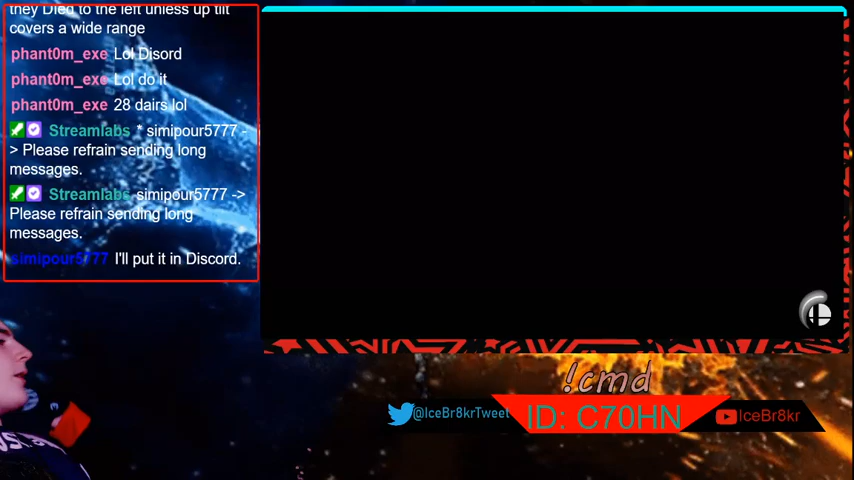 they Died to the left unless up tilt
covers a wide range
phant0m_exe Lol Disord
phant0m_exe Lol do it
phant0m_exe 28 dairs lol
Streamlabs * simipour5777 -
> Please refrain sending long
messages.
Streamlabs simipour5777 ->
Please refrain sending long
messages.
simipour5777 I'll put it in Discord.
!cmd
@IceBr8krTweet
ID: C70HN
IceBr8kr